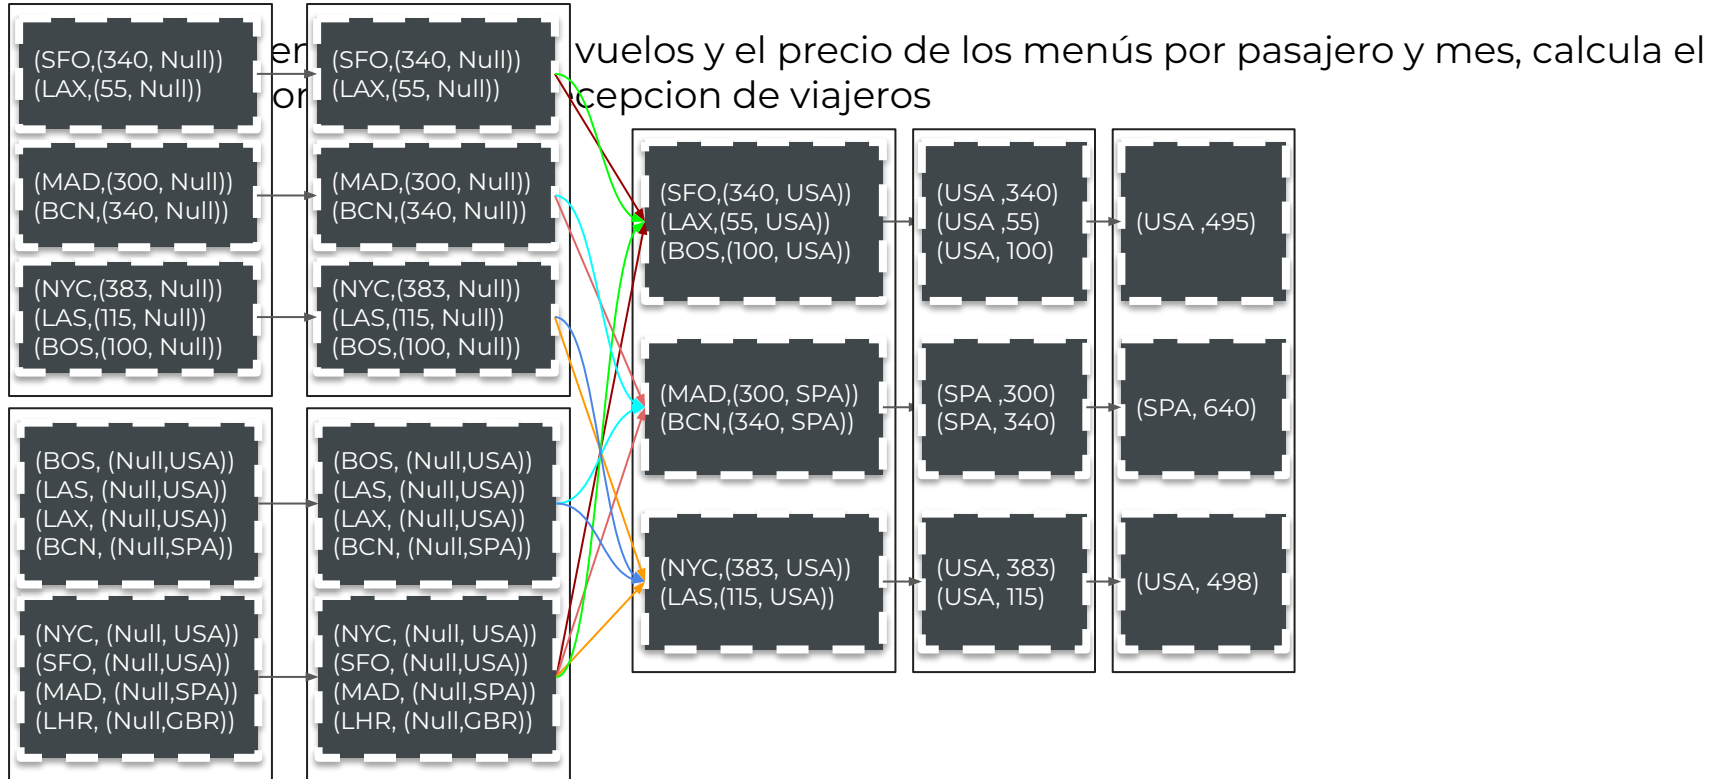 vuelos y el precio de los menús por pasajero y mes, calcula el
cepcion de viajeros
(SFO,(340, Null))
(LAX,(55, Null))
(MAD,(300, Null))
(BCN,(340, Null))
(NYC,(383, Null))
(LAS,(115, Null))
(BOS,(100, Null))
(BOS, (Null,USA))
(LAS, (Null,USA))
(LAX, (Null,USA))
(BCN, (Null,SPA))
(NYC, (Null, USA))
(SFO, (Null,USA))
(MAD, (Null,SPA))
(LHR, (Null,GBR))
(SFO,(340, Null))
(LAX,(55, Null))
(MAD,(300, Null))
(BCN,(340, Null))
(NYC,(383, Null))
(LAS,(115, Null))
(BOS,(100, Null))
(BOS, (Null,USA))
(LAS, (Null,USA))
(LAX, (Null,USA))
(BCN, (Null,SPA))
(NYC, (Null, USA))
(SFO, (Null,USA))
(MAD, (Null,SPA))
(LHR, (Null,GBR))
(SFO,(340, USA))
(LAX,(55, USA))
(BOS,(100, USA))
(MAD,(300, SPA))
(BCN,(340, SPA))
(NYC,(383, USA))
(LAS,(115, USA))
(USA ,340)
(USA ,55)
(USA, 100)
(SPA ,300)
(SPA, 340)
(USA, 383)
(USA, 115)
(USA ,495)
(SPA, 640)
(USA, 498)